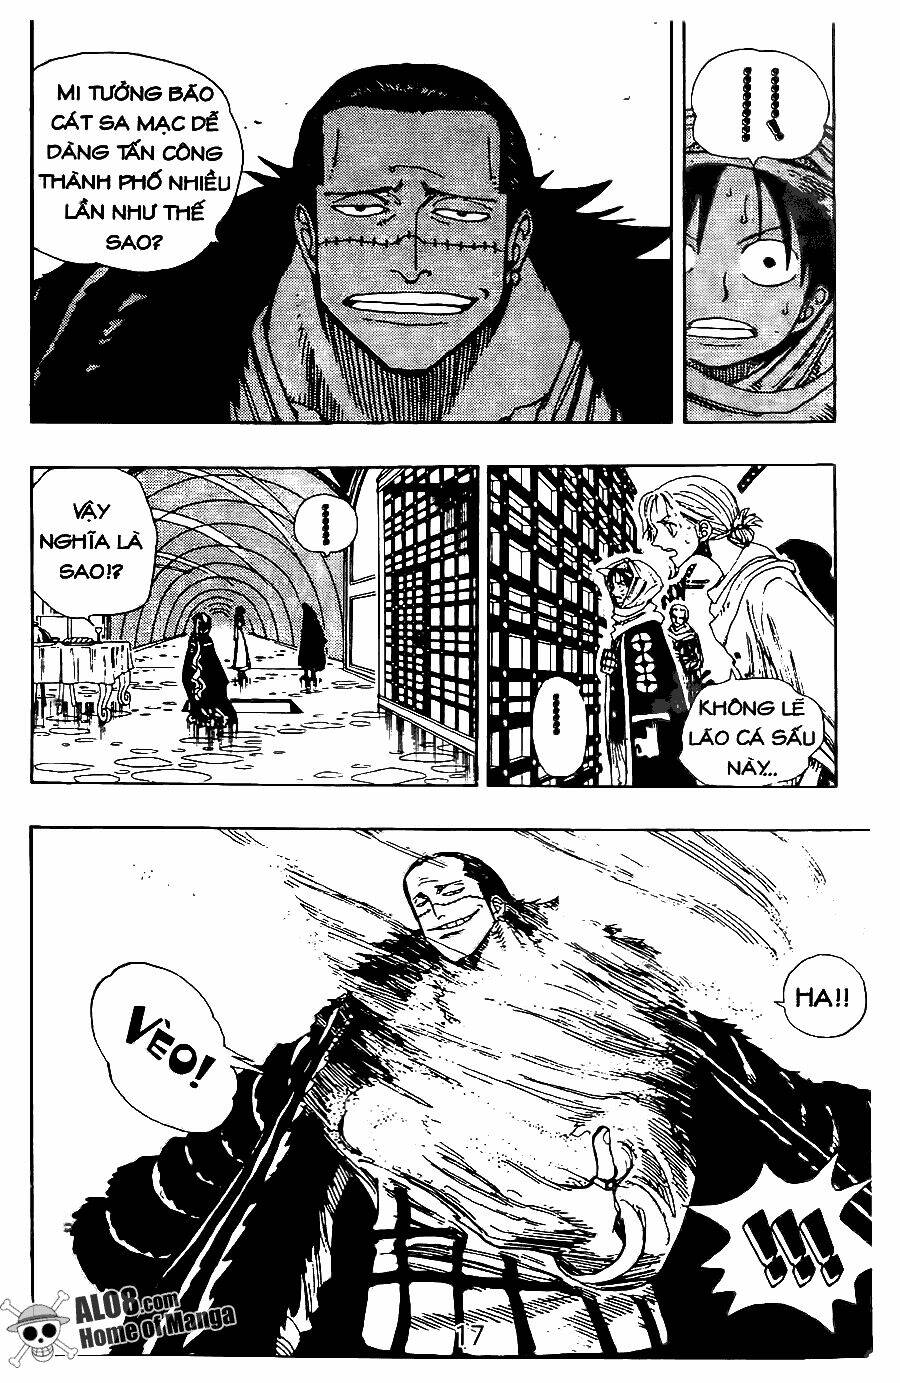 ......!
MI TƯỞNG BÃO
CÁT SA MẠC DỄ
DÀNG TẤN CÔNG
THÀNH PHỐ NHIỀU
LẦN NHƯ THẾ
SAO?
KHÔNG LẼ
LÃO CÁ SẤU
NÀY...
......
......!
VẬY
NGHĨA LÀ
SAO!?
HA!!
VÈO!
!!!
17
ALO8.com
Home of Manga